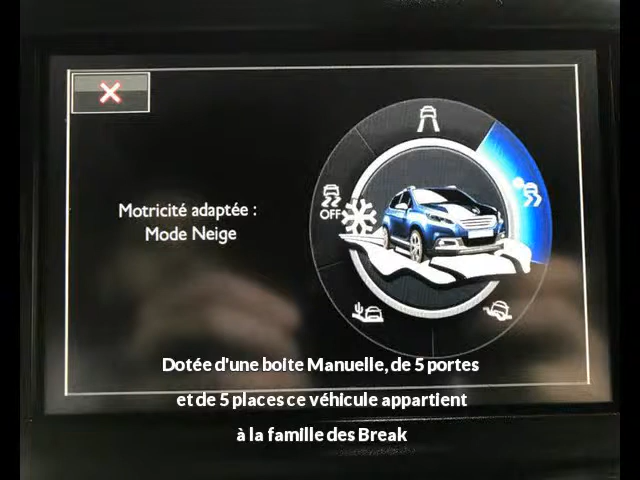 Motricité adaptée :
Mode Neige
OFF
Dotée d'une boite Manuelle, de 5 portes
et de 5 places ce véhicule appartient
à la famille des Break